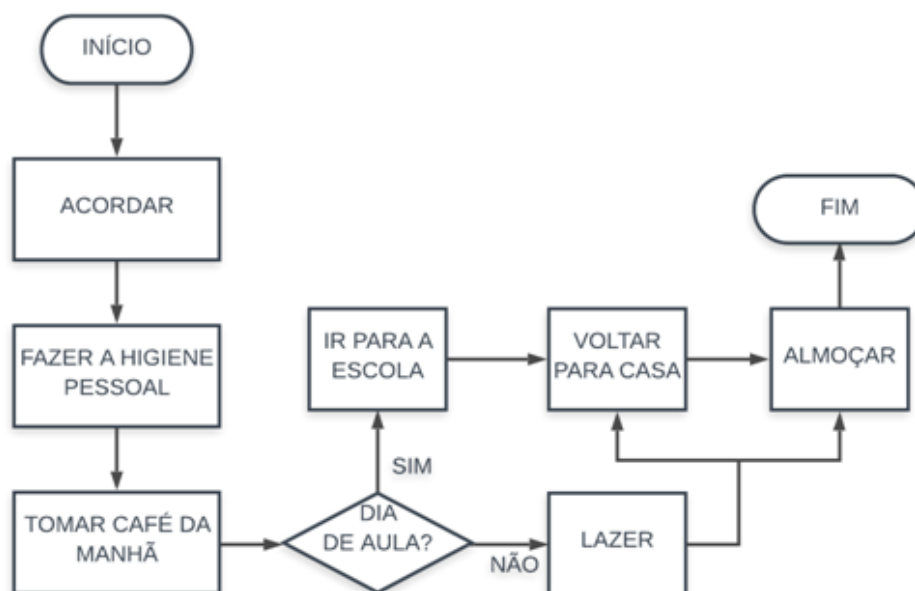 INÍCIO
ACORDAR
FAZER A HIGIENE
PESSOAL
TOMAR CAFÉ DA
MANHÃ
DIA
DE AULA?
SIM
IR PARA A
ESCOLA
NÃO
LAZER
VOLTAR
PARA CASA
ALMOÇAR
FIM